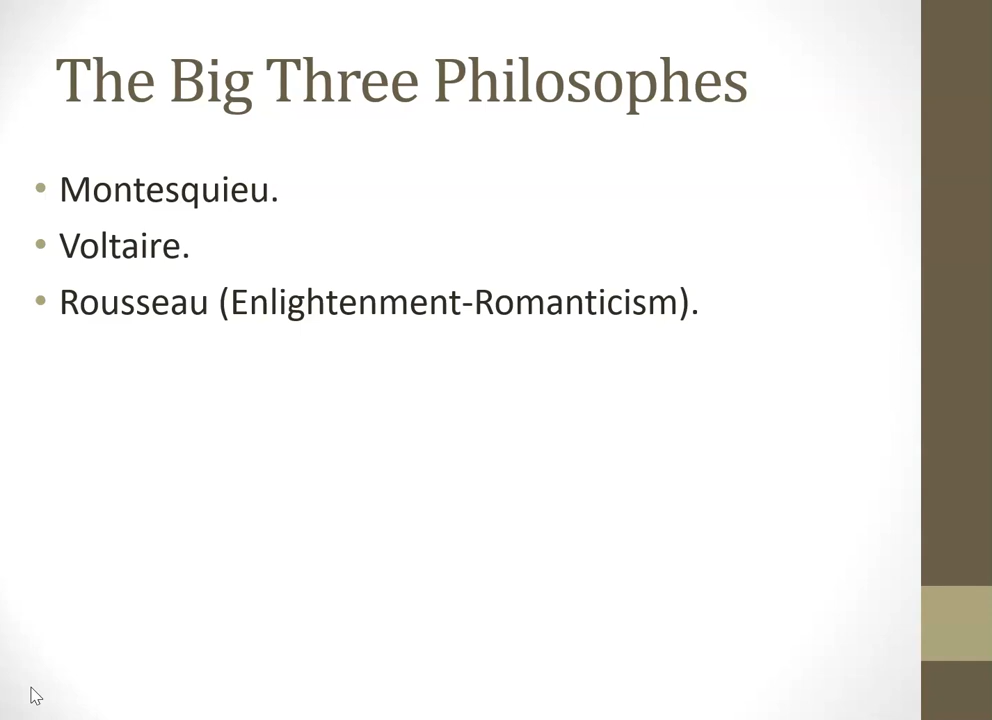 The Big Three Philosophes
• Montesquieu.
• Voltaire.
• Rousseau (Enlightenment-Romanticism).